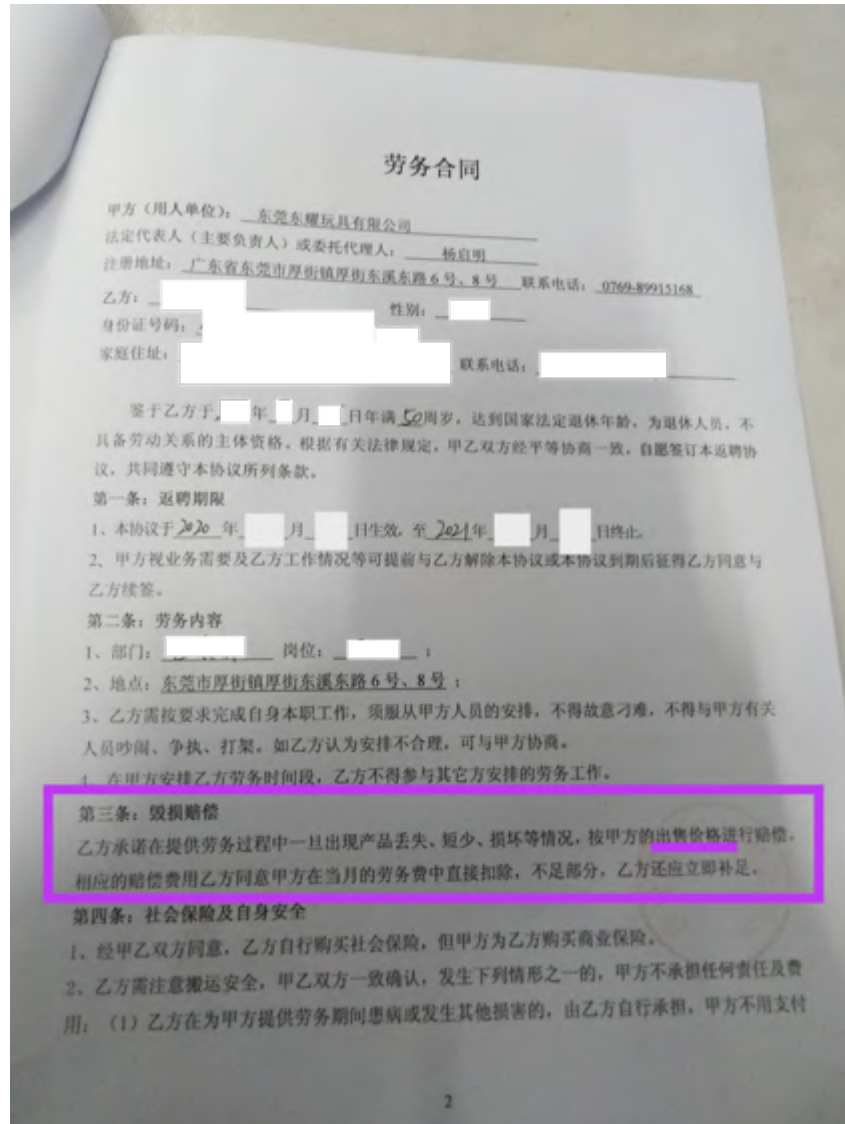 劳务合同
甲方（用人单位）：东莞东耀玩具有限公司
法定代表人（主要负责人）或委托代理人：杨启明
注册地址：广东省东莞市厚街镇厚街东溪东路6号、8号 联系电话：0769-89915168
乙方： 性别：
身份证号码：
家庭住址： 联系电话：
鉴于乙方于 年 月 日年满50周岁，达到国家法定退休年龄，为退休人员，不
具备劳动关系的主体资格。根据有关法律规定，甲乙双方经平等协商一致，自愿签订本返聘协
议，共同遵守本协议所列条款。
第一条：返聘期限
1、本协议于2020年 月 日生效，至2021年 月 日终止。
2、甲方视业务需要及乙方工作情况等可提前与乙方解除本协议或本协议到期后征得乙方同意与
乙方续签。
第二条：劳务内容
1、部门： 岗位： ；
2、地点：东莞市厚街镇厚街东溪东路6号、8号；
3、乙方需按要求完成自身本职工作，须服从甲方人员的安排，不得故意刁难，不得与甲方有关
人员吵闹、争执、打架。如乙方认为安排不合理，可与甲方协商。
4、在甲方安排乙方劳务时间段，乙方不得参与其它方安排的劳务工作。
第三条：毁损赔偿
乙方承诺在提供劳务过程中一旦出现产品丢失、短少、损坏等情况，按甲方的出售价格进行赔偿，
相应的赔偿费用乙方同意甲方在当月的劳务费中直接扣除，不足部分，乙方还应立即补足。
第四条：社会保险及自身安全
1、经甲乙双方同意，乙方自行购买社会保险，但甲方为乙方购买商业保险。
2、乙方需注意搬运安全，甲乙双方一致确认，发生下列情形之一的，甲方不承担任何责任及费
用：（1）乙方在为甲方提供劳务期间患病或发生其他损害的，由乙方自行承担，甲方不用支付
2